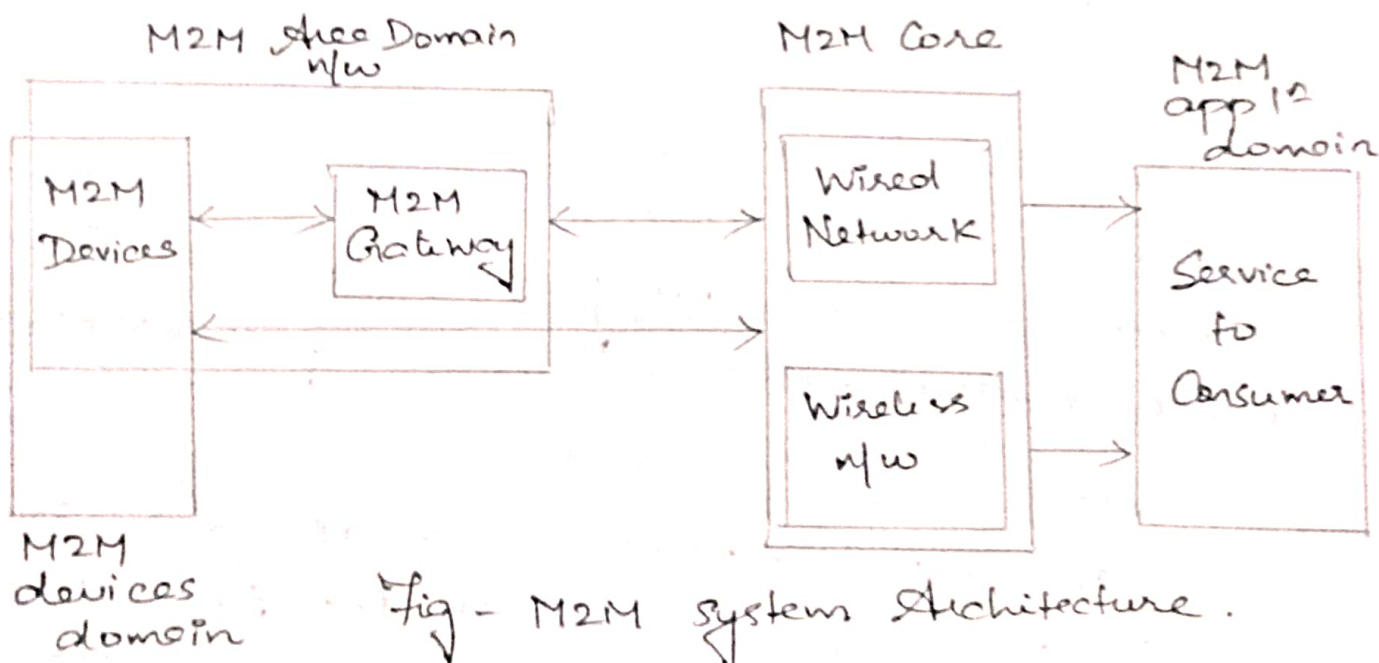 M2M Area Domain
n/w
M2M Core
M2M
appln
domain
M2M
Devices
M2M
Gateway
Wired
Network
Wireless
n/w
Service
to
Consumer
M2M
devices
domain
Fig - M2M system Architecture.